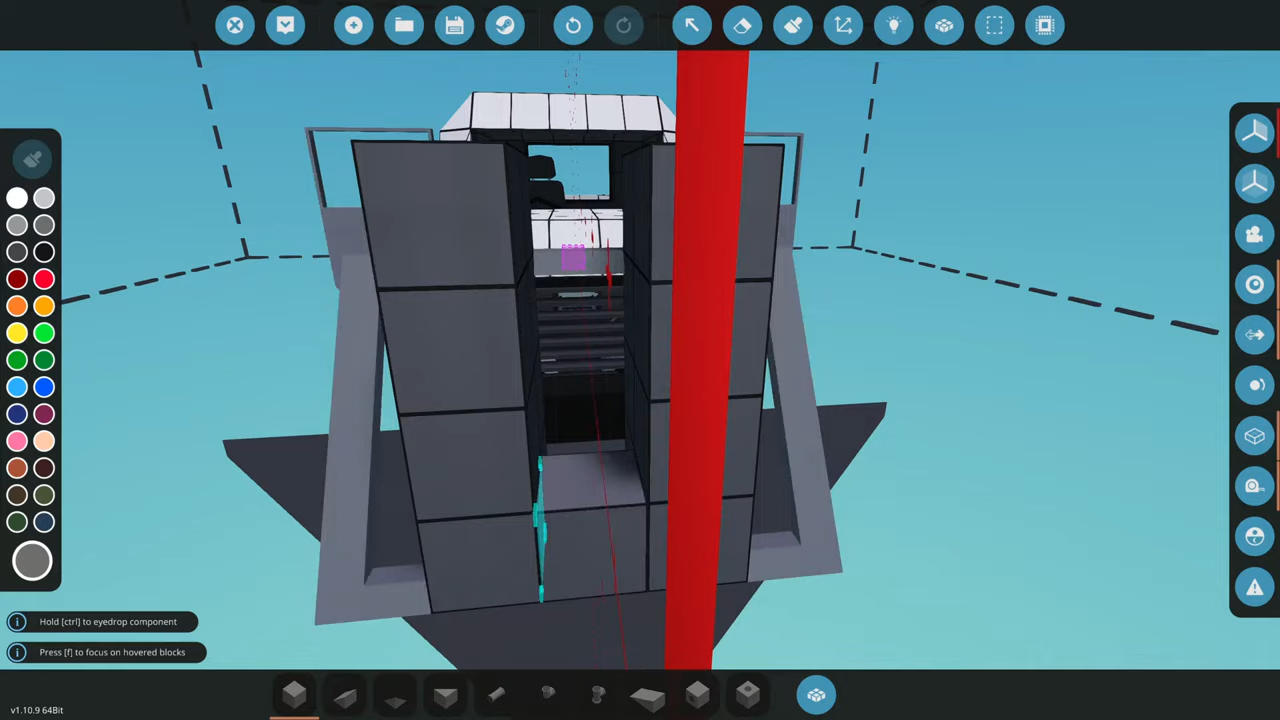 Hold [ctrl] to eyedrop component
Press [f] to focus on hovered blocks
v1.10.9 64Bit